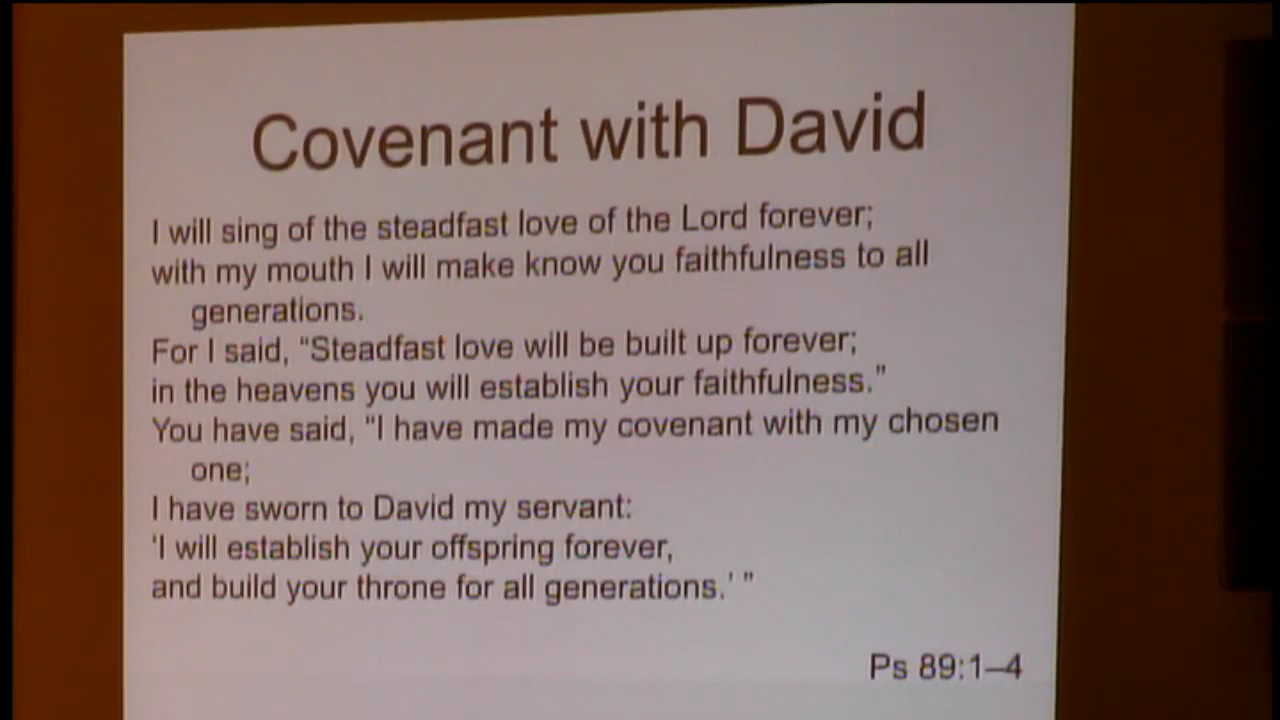 Covenant with David
I will sing of the steadfast love of the Lord forever;
with my mouth I will make know you faithfulness to all
generations.
For I said, “Steadfast love will be built up forever;
in the heavens you will establish your faithfulness.”
You have said, “I have made my covenant with my chosen
one;
I have sworn to David my servant:
‘I will establish your offspring forever,
and build your throne for all generations.’ ”
Ps 89:1–4